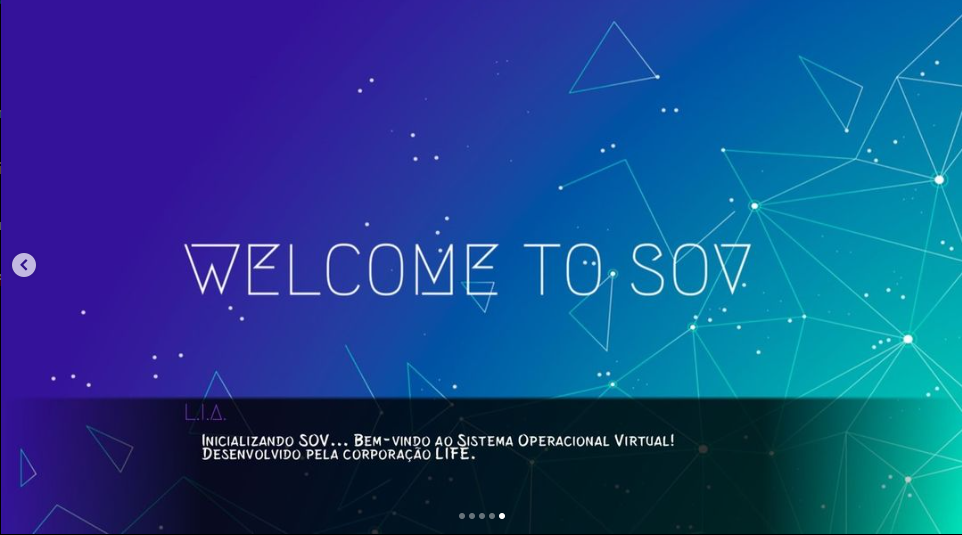 WELCOME TO SOV
L.I.A.
Inicializando SOV... Bem-vindo ao Sistema Operacional Virtual!
Desenvolvido pela corporação LIFE.